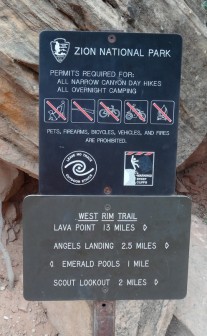 ZION NATIONAL PARK
PERMITS REQUIRED FOR:
ALL NARROW CANYON DAY HIKES
ALL OVERNIGHT CAMPING
PETS, FIREARMS, BICYCLES, VEHICLES, AND FIRES
ARE PROHIBITED.
WEST RIM TRAIL
LAVA POINT 13 MILES
ANGELS LANDING 2.5 MILES
EMERALD POOLS 1 MILE
SCOUT LOOKOUT 2 MILES